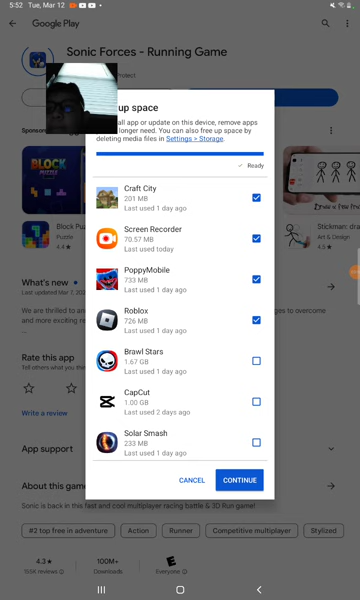 5:52 Tue, Mar 12
Google Play
Sonic Forces - Running Game
Protect
up space
all app or update on this device, remove apps
longer need. You can also free up space by
deleting media files in Settings > Storage.
Ready
Craft City
201 MB
Last used 1 day ago
Screen Recorder
70.57 MB
Last used today
PoppyMobile
733 MB
Last used 1 day ago
Roblox
726 MB
Last used 1 day ago
Brawl Stars
1.67 GB
Last used 1 day ago
CapCut
1.00 GB
Last used 2 days ago
Solar Smash
233 MB
Last used 1 day ago
CANCEL
CONTINUE
Sponsor
BLOCK
PUZZLE
Block Pu
Puzzle
4.4★
Stickman: dra
Art & Design
4.5★
What's new
Last updated Mar 7, 202
We are thrilled to an
and more exciting r
...
ges to overcome
Rate this app
Tell others what you th
Write a review
App support
About this gam
Sonic is back in this fast and cool multiplayer racing battle & 3D Run game!
#3 top free in adventure
Action
Runner
Competitive multiplayer
Stylized
4.3★
100M+
Downloads
Everyone